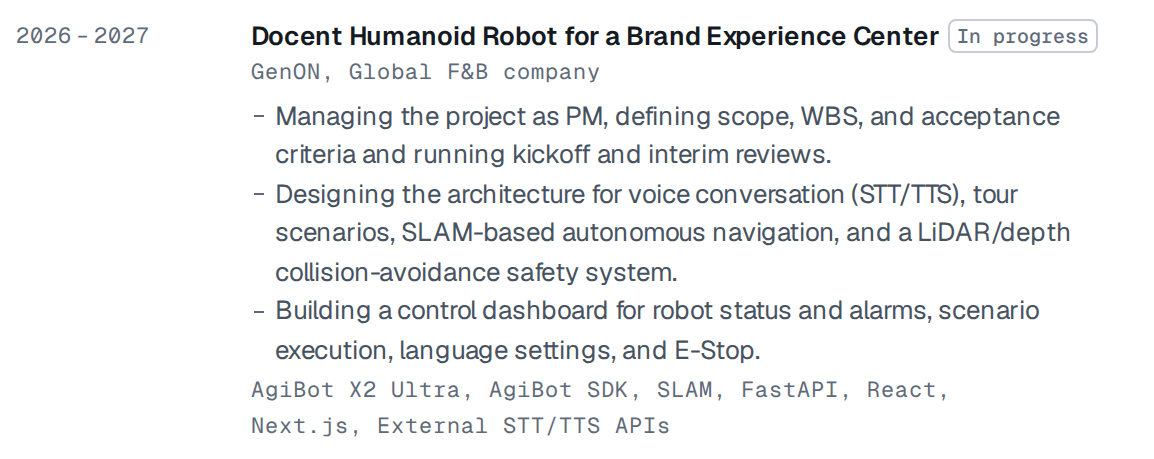 2026 – 2027
Docent Humanoid Robot for a Brand Experience Center In progress
GenON, Global F&B company
– Managing the project as PM, defining scope, WBS, and acceptance
criteria and running kickoff and interim reviews.
– Designing the architecture for voice conversation (STT/TTS), tour
scenarios, SLAM-based autonomous navigation, and a LiDAR/depth
collision-avoidance safety system.
– Building a control dashboard for robot status and alarms, scenario
execution, language settings, and E-Stop.
AgiBot X2 Ultra, AgiBot SDK, SLAM, FastAPI, React,
Next.js, External STT/TTS APIs